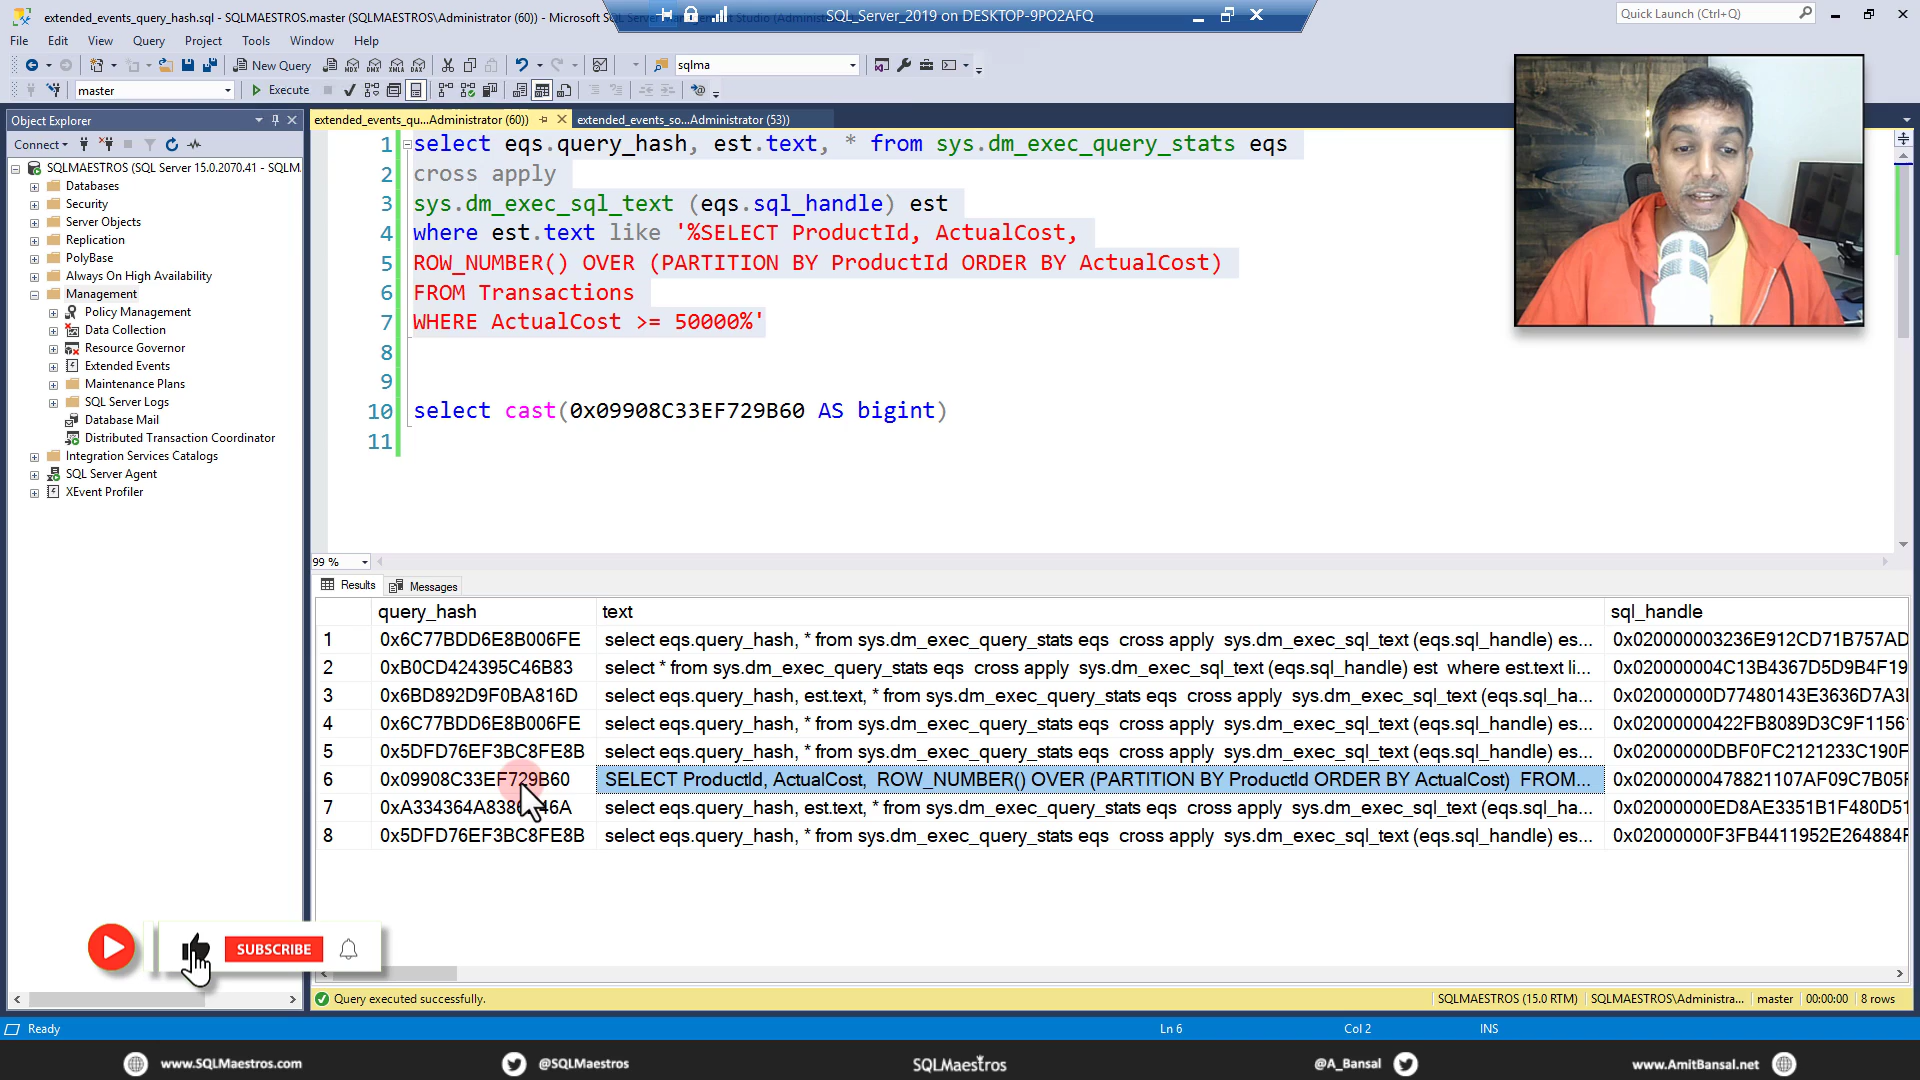 extended_events_query_hash.sql - SQLMAESTROS.master (SQLMAESTROS\Administrator (60)) - Microsoft SQL
SQL_Server_2019 on DESKTOP-9PO2AFQ
Quick Launch (Ctrl+Q)
File Edit View Query Project Tools Window Help
New Query
MDX DMX XMLA DAX
sqlma
master
Execute
Object Explorer
extended_events_qu...Administrator (60))
extended_events_so...Administrator (53))
Connect
SQLMAESTROS (SQL Server 15.0.2070.41 - SQLM
Databases
Security
Server Objects
Replication
PolyBase
Always On High Availability
Management
Policy Management
Data Collection
Resource Governor
Extended Events
Maintenance Plans
SQL Server Logs
Database Mail
Distributed Transaction Coordinator
Integration Services Catalogs
SQL Server Agent
XEvent Profiler
1 select eqs.query_hash, est.text, * from sys.dm_exec_query_stats eqs
2 cross apply
3 sys.dm_exec_sql_text (eqs.sql_handle) est
4 where est.text like '%SELECT ProductId, ActualCost,
5 ROW_NUMBER() OVER (PARTITION BY ProductId ORDER BY ActualCost)
6 FROM Transactions
7 WHERE ActualCost >= 50000%'
8
9
10 select cast(0x09908C33EF729B60 AS bigint)
11
99 %
Results Messages
query_hash text sql_handle
1 0x6C77BDD6E8B006FE select eqs.query_hash, * from sys.dm_exec_query_stats eqs cross apply sys.dm_exec_sql_text (eqs.sql_handle) es... 0x020000003236E912CD71B757AD
2 0xB0CD424395C46B83 select * from sys.dm_exec_query_stats eqs cross apply sys.dm_exec_sql_text (eqs.sql_handle) est where est.text li... 0x020000004C13B4367D5D9B4F19
3 0x6BD892D9F0BA816D select eqs.query_hash, est.text, * from sys.dm_exec_query_stats eqs cross apply sys.dm_exec_sql_text (eqs.sql_ha... 0x02000000D77480143E3636D7A3
4 0x6C77BDD6E8B006FE select eqs.query_hash, * from sys.dm_exec_query_stats eqs cross apply sys.dm_exec_sql_text (eqs.sql_handle) es... 0x02000000422FB8089D3C9F1156
5 0x5DFD76EF3BC8FE8B select eqs.query_hash, * from sys.dm_exec_query_stats eqs cross apply sys.dm_exec_sql_text (eqs.sql_handle) es... 0x02000000DBF0FC2121233C190F
6 0x09908C33EF729B60 SELECT ProductId, ActualCost, ROW_NUMBER() OVER (PARTITION BY ProductId ORDER BY ActualCost) FROM... 0x02000000478821107AF09C7B05F
7 select eqs.query_hash, est.text, * from sys.dm_exec_query_stats eqs cross apply sys.dm_exec_sql_text (eqs.sql_ha... 0x02000000ED8AE3351B1F480D51
8 0x5DFD76EF3BC8FE8B select eqs.query_hash, * from sys.dm_exec_query_stats eqs cross apply sys.dm_exec_sql_text (eqs.sql_handle) es... 0x02000000F3FB4411952E264884F
SUBSCRIBE
Query executed successfully.
SQLMAESTROS (15.0 RTM) SQLMAESTROS\Administra... master 00:00:00 8 rows
Ready Ln 6 Col 2 INS
www.SQLMaestros.com @SQLMaestros SQLMaestros @A_Bansal www.AmitBansal.net